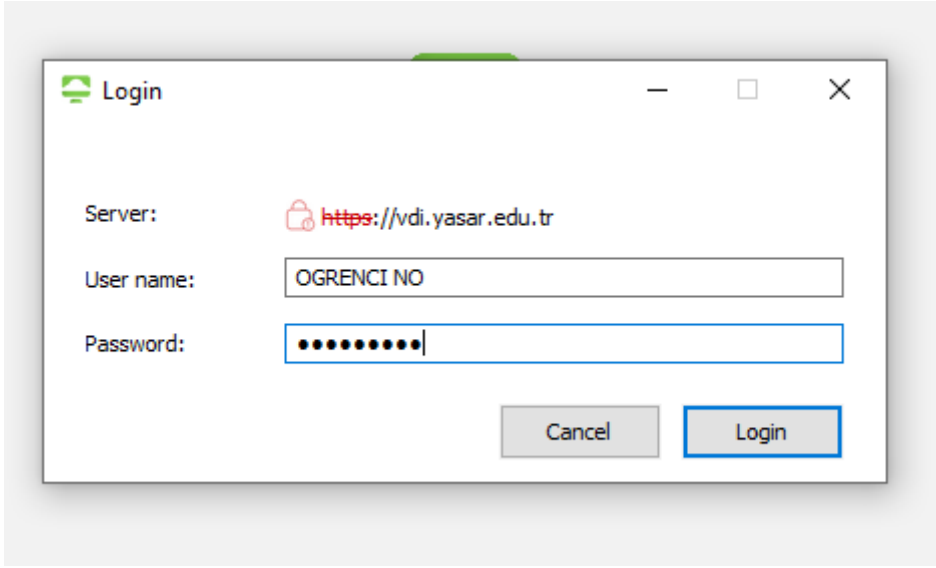 Login
Server: https://vdi.yasar.edu.tr
User name: OGRENCI NO
Password: ●●●●●●●●●
Cancel Login